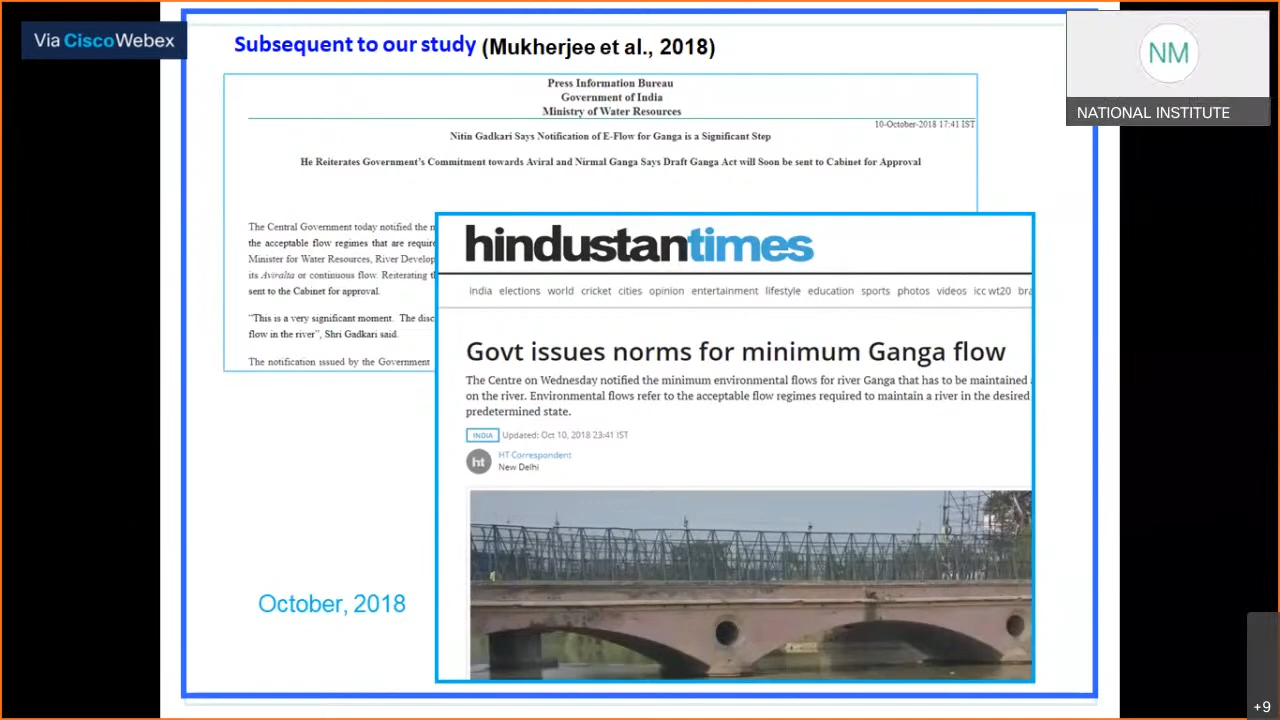 Via CiscoWebex
Subsequent to our study (Mukherjee et al., 2018)
NM
NATIONAL INSTITUTE
Press Information Bureau
Government of India
Ministry of Water Resources
10-October-2018 17:41 IST
Nitin Gadkari Says Notification of E-Flow for Ganga is a Significant Step
He Reiterates Government's Commitment towards Aviral and Nirmal Ganga Says Draft Ganga Act will Soon be sent to Cabinet for Approval
The Central Government today notified the
the acceptable flow regimes that are
Minister for Water Resources, River
its Aviralta or continuous flow. Reiterating
sent to the Cabinet for approval.
"This is a very significant moment. The
flow in the river", Shri Gadkari said.
The notification issued by the Government
hindustantimes
india elections world cricket cities opinion entertainment lifestyle education sports photos videos icc wt20
Govt issues norms for minimum Ganga flow
The Centre on Wednesday notified the minimum environmental flows for river Ganga that has to be maintained
on the river. Environmental flows refer to the acceptable flow regimes required to maintain a river in the desired
predetermined state.
INDIA Updated: Oct 10, 2018 23:41 IST
ht HT Correspondent
New Delhi
October, 2018
+9